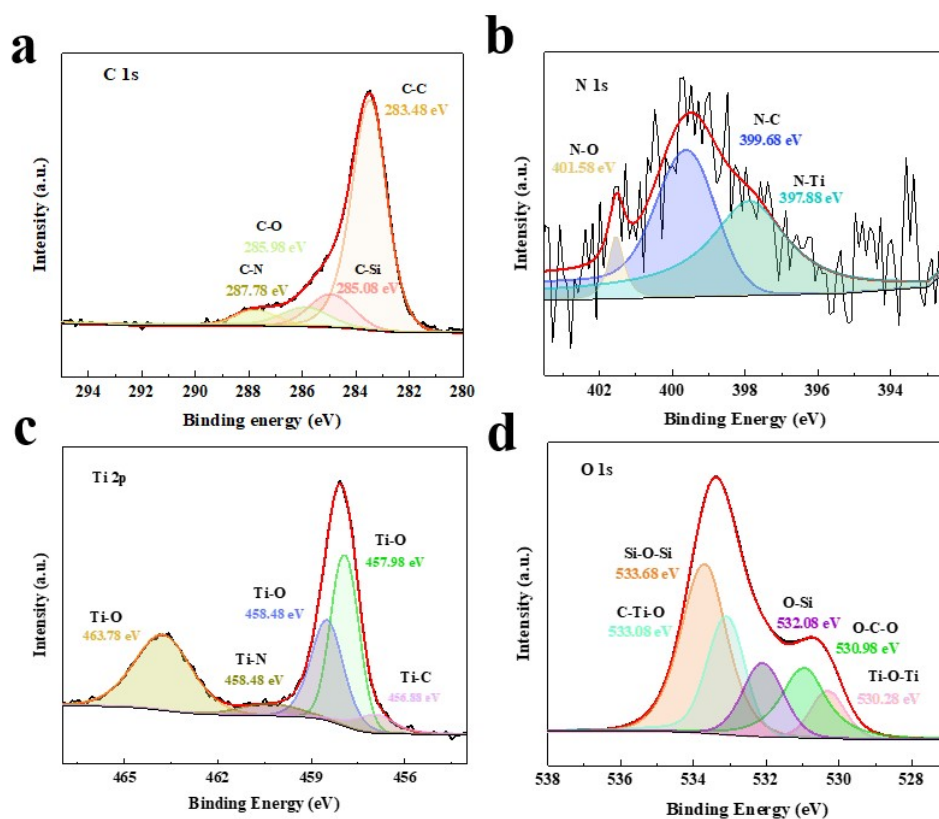 a
C 1s
C-C
283.48 eV
C-O
285.98 eV
C-N
287.78 eV
C-Si
285.08 eV
Intensity (a.u.)
294 292 290 288 286 284 282 280
Binding energy (eV)
b
N 1s
N-C
399.68 eV
N-O
401.58 eV
N-Ti
397.88 eV
Intensity (a.u.)
402 400 398 396 394
Binding Energy (eV)
c
Ti 2p
Ti-O
457.98 eV
Ti-O
458.48 eV
Ti-O
463.78 eV
Ti-N
458.48 eV
Ti-C
456.88 eV
Intensity (a.u.)
465 462 459 456
Binding Energy (eV)
d
O 1s
Si-O-Si
533.68 eV
C-Ti-O
533.08 eV
O-Si
532.08 eV
O-C-O
530.98 eV
Ti-O-Ti
530.28 eV
Intensity (a.u.)
538 536 534 532 530 528
Binding Energy (eV)